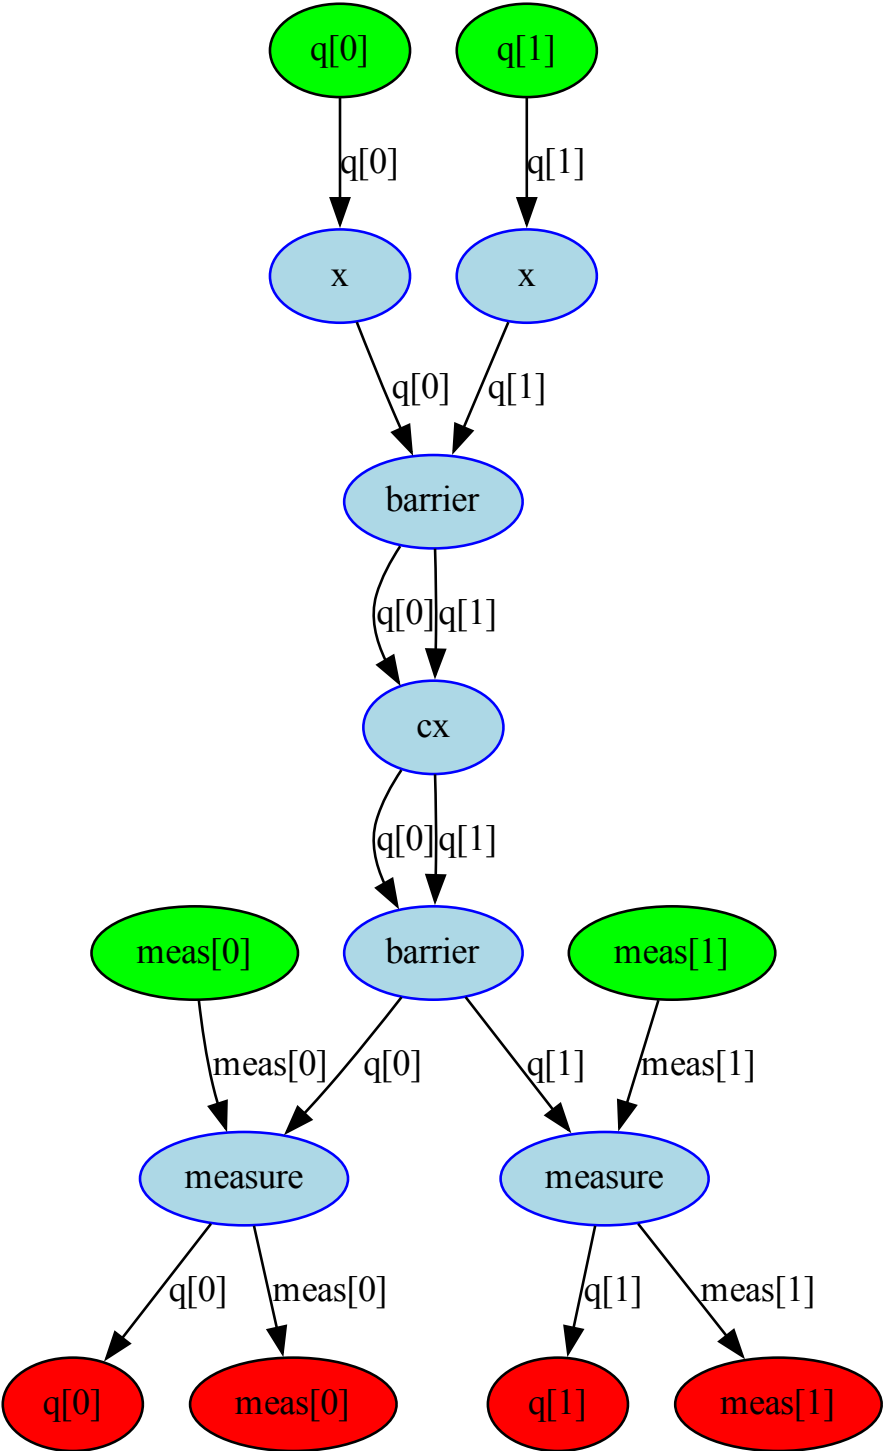 q[0] q[1]
q[0] q[1]
x x
q[0] q[1]
barrier
q[0] q[1]
cx
q[0] q[1]
meas[0] barrier meas[1]
meas[0] q[0] q[1] meas[1]
measure measure
q[0] meas[0] q[1] meas[1]
q[0] meas[0] q[1] meas[1]